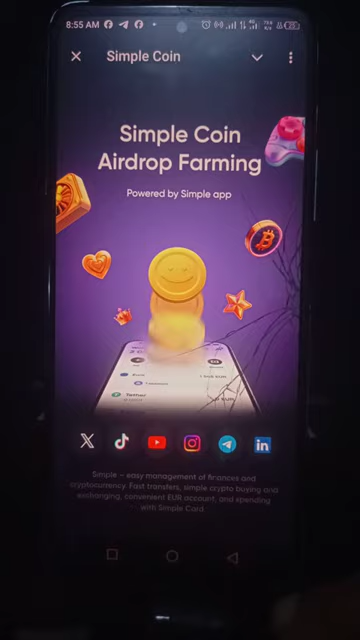 8:55 AM
Simple Coin
Simple Coin
Airdrop Farming
Powered by Simple app
Tether
Simple – easy management of finances and
cryptocurrency. Fast transfers, simple crypto buying and
exchanging, convenient EUR account, and spending
with Simple Card.